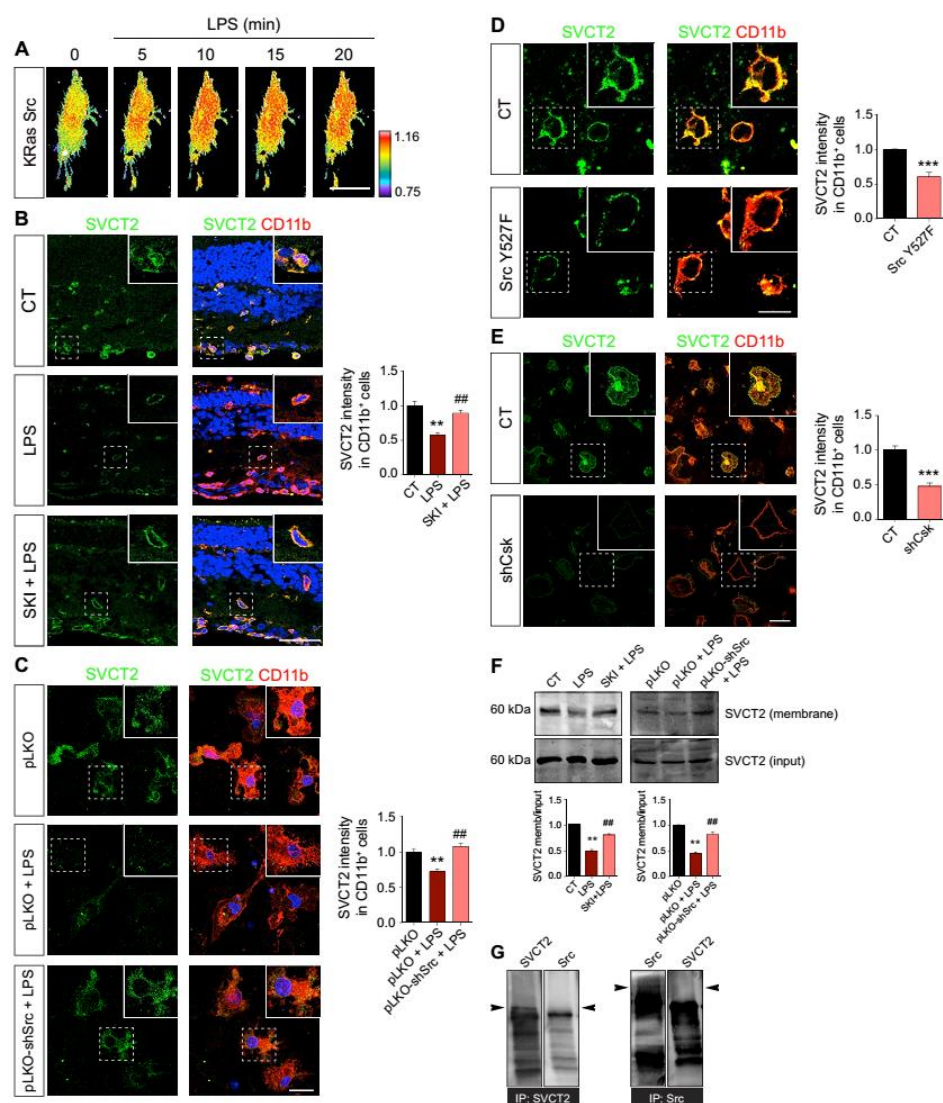 A
LPS (min)
0 5 10 15 20
KRas Src
1.16
0.75
B
SVCT2 SVCT2 CD11b
CT
LPS
SKI + LPS
SVCT2 intensity
in CD11b+ cells
1.5
1.0
0.5
0.0
** ##
CT LPS SKI + LPS
C
SVCT2 SVCT2 CD11b
pLKO
pLKO + LPS
pLKO-shSrc + LPS
SVCT2 intensity
in CD11b+ cells
1.5
1.0
0.5
0.0
** ##
pLKO pLKO + LPS pLKO-shSrc + LPS
D
SVCT2 SVCT2 CD11b
CT
Src Y527F
SVCT2 intensity
in CD11b+ cells
1.5
1.0
0.5
0.0
***
CT Src Y527F
E
SVCT2 SVCT2 CD11b
CT
shCsk
SVCT2 intensity
in CD11b+ cells
1.5
1.0
0.5
0.0
***
CT shCsk
F
CT LPS SKI + LPS pLKO pLKO + LPS pLKO-shSrc
+ LPS
60 kDa SVCT2 (membrane)
60 kDa SVCT2 (input)
SVCT2 memb/input
1.5
1.0
0.5
0.0
** ##
CT LPS SKI+LPS
SVCT2 memb/input
1.5
1.0
0.5
0.0
** ##
pLKO pLKO + LPS pLKO-shSrc + LPS
G
SVCT2 Src Src SVCT2
IP: SVCT2 IP: Src